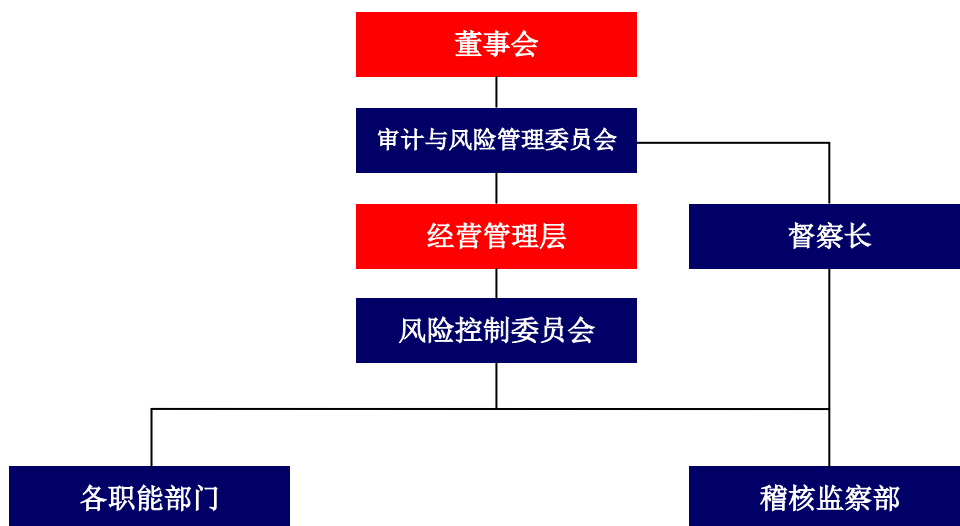 董事会
审计与风险管理委员会
经营管理层
督察长
风险控制委员会
各职能部门
稽核监察部